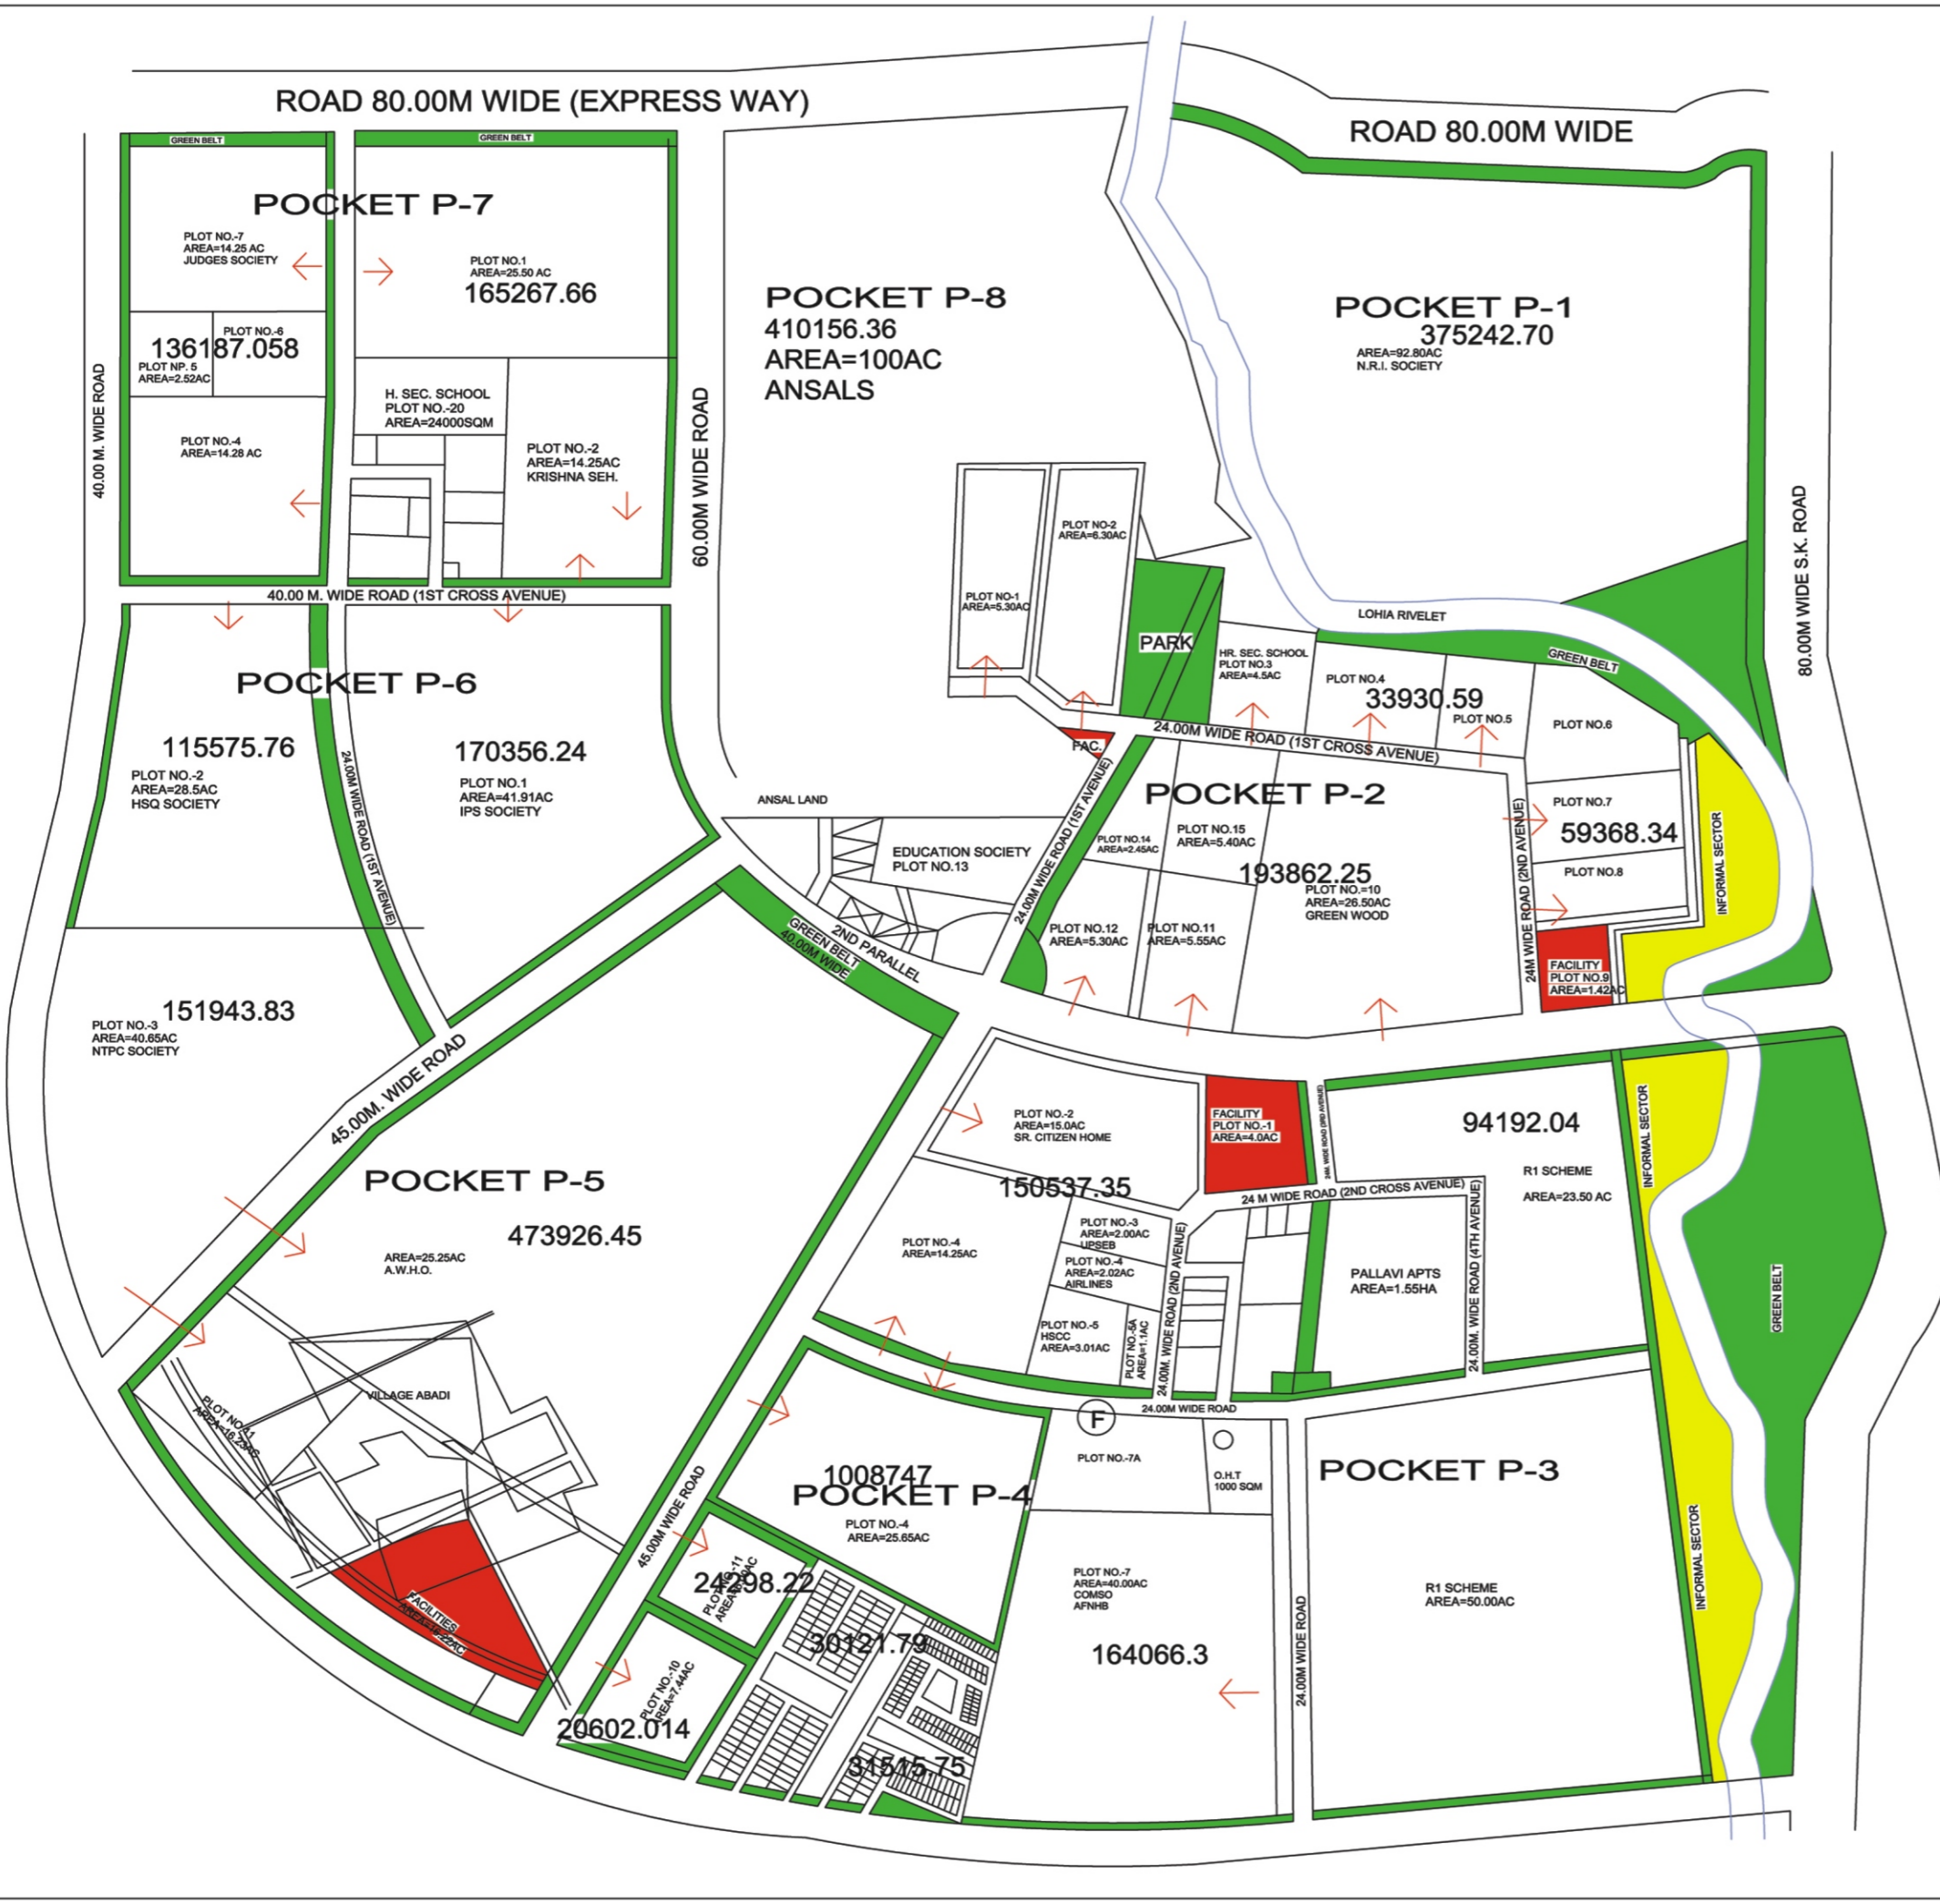 ROAD 80.00M WIDE (EXPRESS WAY)
ROAD 80.00M WIDE
GREEN BELT
GREEN BELT
POCKET P-7
PLOT NO.-7
AREA=14.25 AC
JUDGES SOCIETY
PLOT NO.1
AREA=25.50 AC
165267.66
PLOT NO.-6
136187.058
PLOT NP. 5
AREA=2.52AC
PLOT NO.-4
AREA=14.28 AC
H. SEC. SCHOOL
PLOT NO.-20
AREA=24000SQM
PLOT NO.-2
AREA=14.25AC
KRISHNA SEH.
40.00 M. WIDE ROAD
60.00M WIDE ROAD
40.00 M. WIDE ROAD (1ST CROSS AVENUE)
POCKET P-8
410156.36
AREA=100AC
ANSALS
POCKET P-1
375242.70
AREA=92.80AC
N.R.I. SOCIETY
80.00M WIDE S.K. ROAD
PLOT NO-2
AREA=6.30AC
PLOT NO-1
AREA=5.30AC
PARK
LOHIA RIVELET
GREEN BELT
HR. SEC. SCHOOL
PLOT NO.3
AREA=4.5AC
PLOT NO.4
33930.59
PLOT NO.5
PLOT NO.6
24.00M WIDE ROAD (1ST CROSS AVENUE)
FAC.
POCKET P-6
115575.76
PLOT NO.-2
AREA=28.5AC
HSQ SOCIETY
170356.24
PLOT NO.1
AREA=41.91AC
IPS SOCIETY
24.00M WIDE ROAD (1ST AVENUE)
151943.83
PLOT NO.-3
AREA=40.65AC
NTPC SOCIETY
ANSAL LAND
EDUCATION SOCIETY
PLOT NO.13
24.00M WIDE ROAD (1ST AVENUE)
POCKET P-2
PLOT NO.14
AREA=2.45AC
PLOT NO.15
AREA=5.40AC
193862.25
PLOT NO.=10
AREA=26.50AC
GREEN WOOD
PLOT NO.12
AREA=5.30AC
PLOT NO.11
AREA=5.55AC
PLOT NO.7
59368.34
PLOT NO.8
24M WIDE ROAD (2ND AVENUE)
INFORMAL SECTOR
FACILITY
PLOT NO.9
AREA=1.42AC
2ND PARALLEL
GREEN BELT
40.00M WIDE
45.00M. WIDE ROAD
POCKET P-5
473926.45
AREA=25.25AC
A.W.H.O.
PLOT NO.-2
AREA=15.0AC
SR. CITIZEN HOME
150537.35
FACILITY
PLOT NO.-1
AREA=4.0AC
24M. WIDE ROAD (3RD AVENUE)
94192.04
R1 SCHEME
AREA=23.50 AC
INFORMAL SECTOR
24 M WIDE ROAD (2ND CROSS AVENUE)
PLOT NO.-4
AREA=14.25AC
PLOT NO.-3
AREA=2.00AC
UPSEB
PLOT NO.-4
AREA=2.02AC
AIRLINES
PLOT NO.-5
HSCC
AREA=3.01AC
PLOT NO.-5A
AREA=1.1AC
24.00M. WIDE ROAD (2ND AVENUE)
PALLAVI APTS
AREA=1.55HA
24.00M. WIDE ROAD (4TH AVENUE)
GREEN BELT
VILLAGE ABADI
FACILITIES
24.00M WIDE ROAD
F
PLOT NO.-7A
O.H.T
1000 SQM
POCKET P-3
R1 SCHEME
AREA=50.00AC
INFORMAL SECTOR
24.00M WIDE ROAD
45.00M WIDE ROAD
1008747
POCKET P-4
PLOT NO.-4
AREA=25.65AC
PLOT NO.-11
24298.22
30121.79
PLOT NO.-10
AREA=7.44AC
20602.014
31515.75
PLOT NO.-7
AREA=40.00AC
COMSO
AFNHB
164066.3